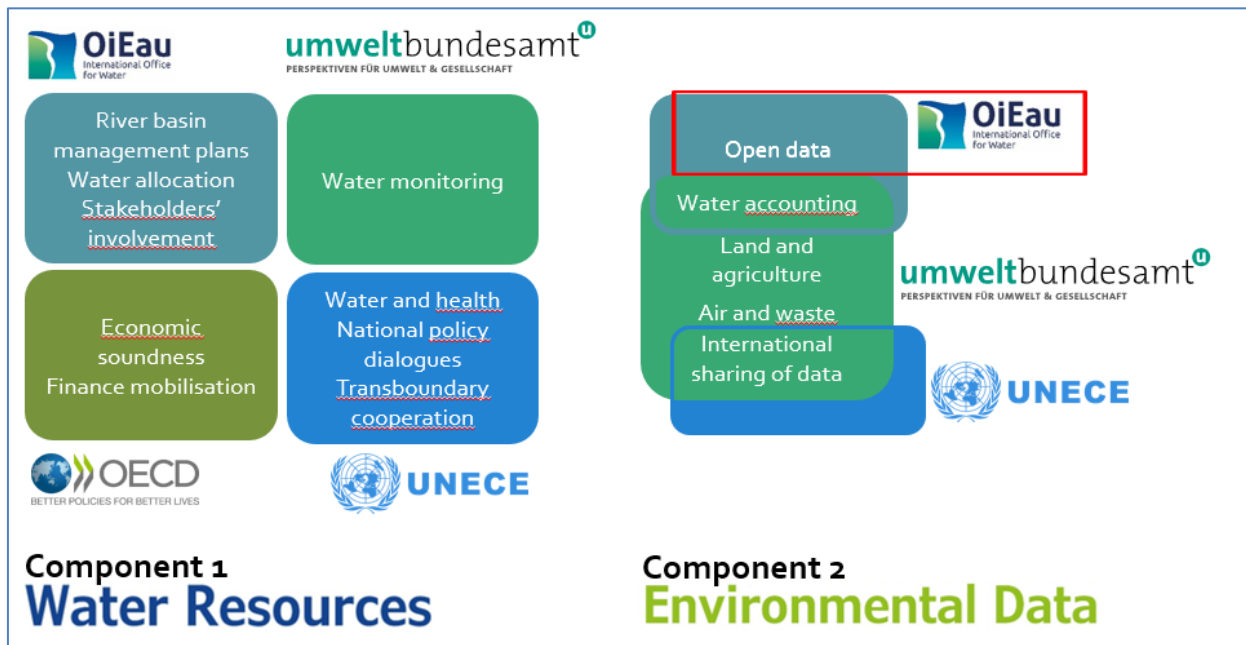 OiEau
International Office
for Water
umweltbundesamt
u
PERSPEKTIVEN FÜR UMWELT & GESELLSCHAFT
River basin
management plans
Water allocation
Stakeholders'
involvement
Water monitoring
Economic
soundness
Finance mobilisation
Water and health
National policy
dialogues
Transboundary
cooperation
OECD
BETTER POLICIES FOR BETTER LIVES
UNECE
Component 1
Water Resources
Open data
OiEau
International Office
for Water
Water accounting
Land and
agriculture
Air and waste
International
sharing of data
umweltbundesamt
u
PERSPEKTIVEN FÜR UMWELT & GESELLSCHAFT
UNECE
Component 2
Environmental Data